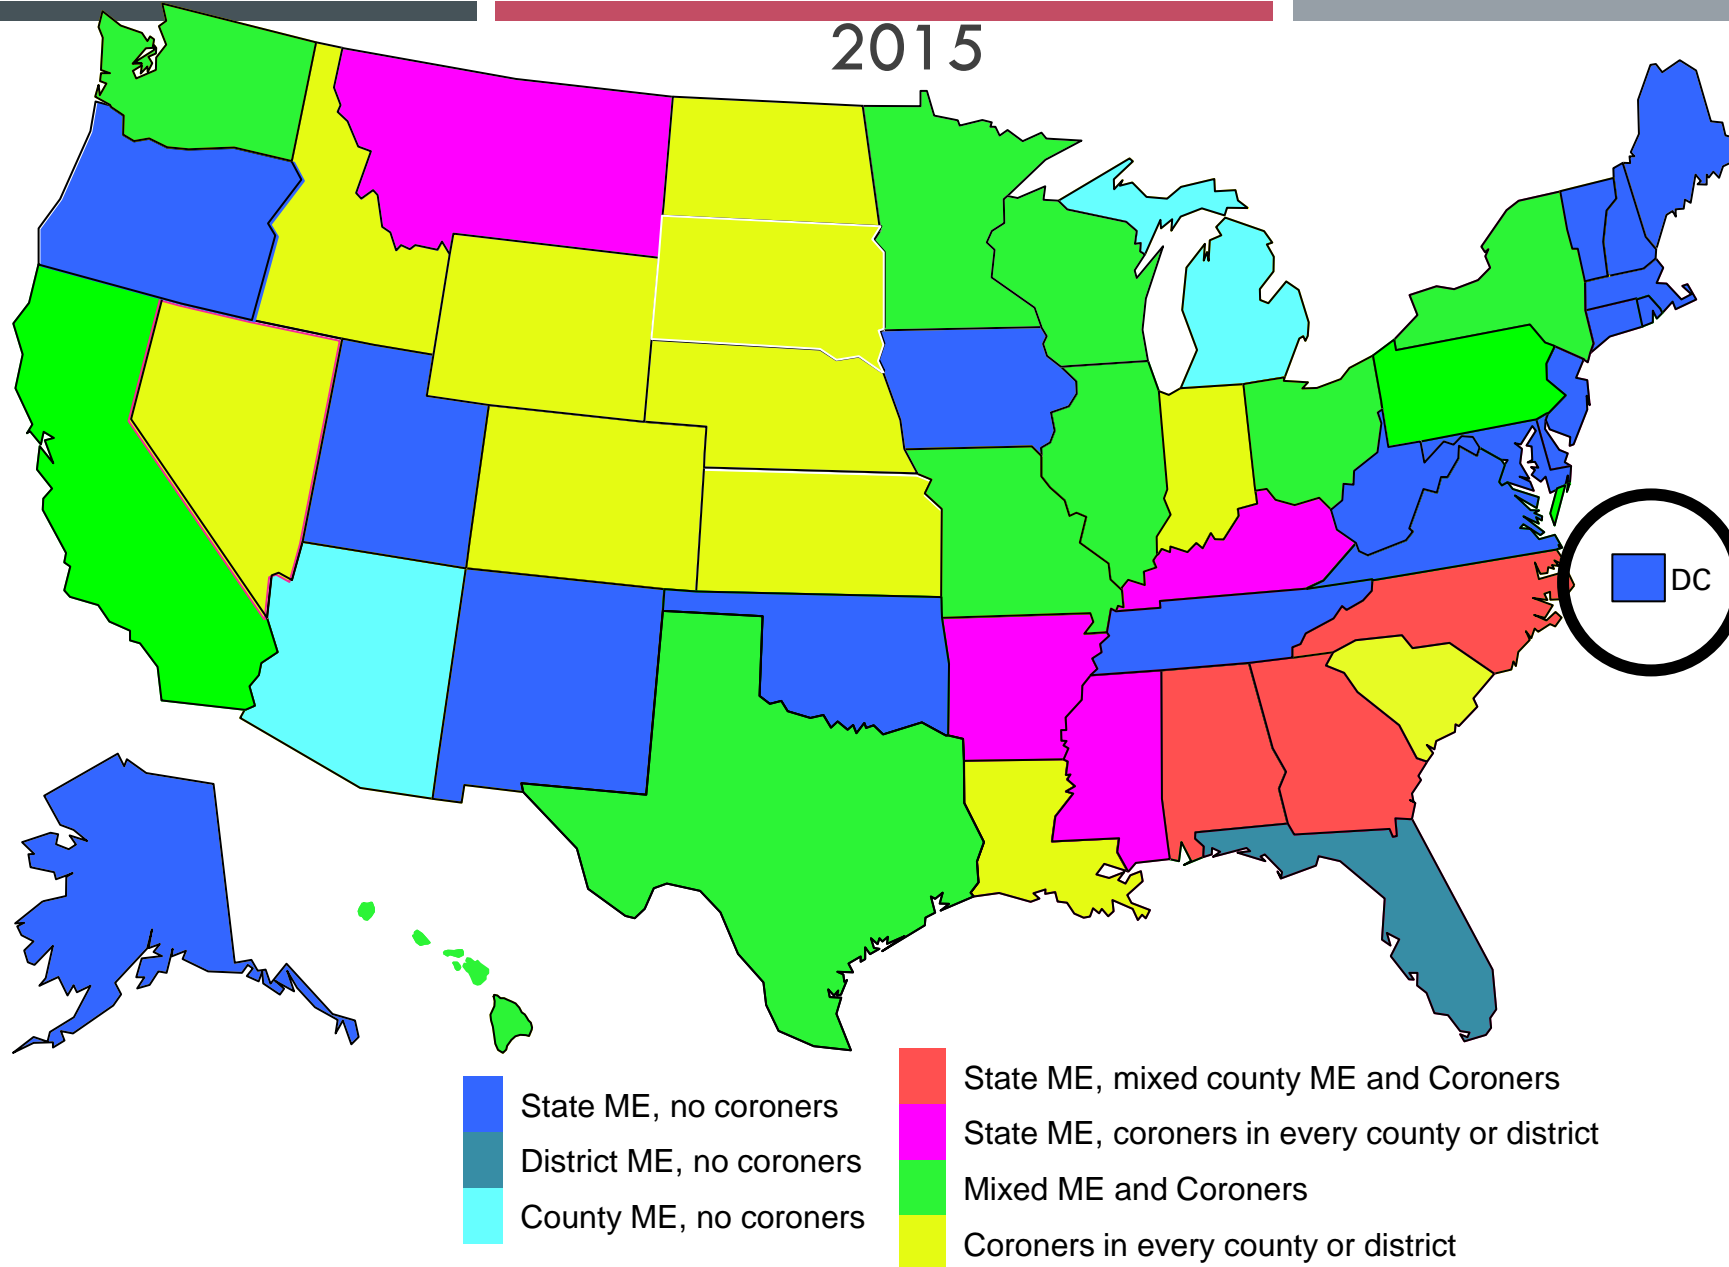 2015
DC
State ME, no coroners
District ME, no coroners
County ME, no coroners
State ME, mixed county ME and Coroners
State ME, coroners in every county or district
Mixed ME and Coroners
Coroners in every county or district